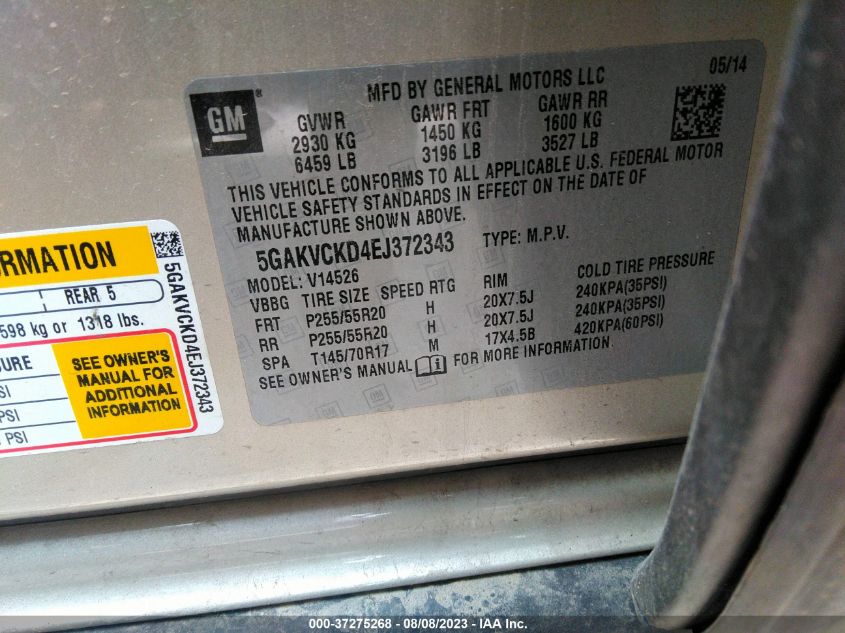 MFD BY GENERAL MOTORS LLC 05/14
GM®
GVWR GAWR FRT GAWR RR
2930 KG 1450 KG 1600 KG
6459 LB 3196 LB 3527 LB
THIS VEHICLE CONFORMS TO ALL APPLICABLE U.S. FEDERAL MOTOR
VEHICLE SAFETY STANDARDS IN EFFECT ON THE DATE OF
MANUFACTURE SHOWN ABOVE.
5GAKVCKD4EJ372343 TYPE: M.P.V.
MODEL: V14526
VBBG TIRE SIZE SPEED RTG RIM COLD TIRE PRESSURE
FRT P255/55R20 H 20X7.5J 240KPA(35PSI)
RR P255/55R20 H 20X7.5J 240KPA(35PSI)
SPA T145/70R17 M 17X4.5B 420KPA(60PSI)
SEE OWNER'S MANUAL i FOR MORE INFORMATION.
RMATION
REAR 5
598 kg or 1318 lbs.
SURE
SI
PSI
PSI
SEE OWNER'S
MANUAL FOR
ADDITIONAL
INFORMATION
5GAKVCKD4EJ372343
000-37275268 - 08/08/2023 - IAA Inc.